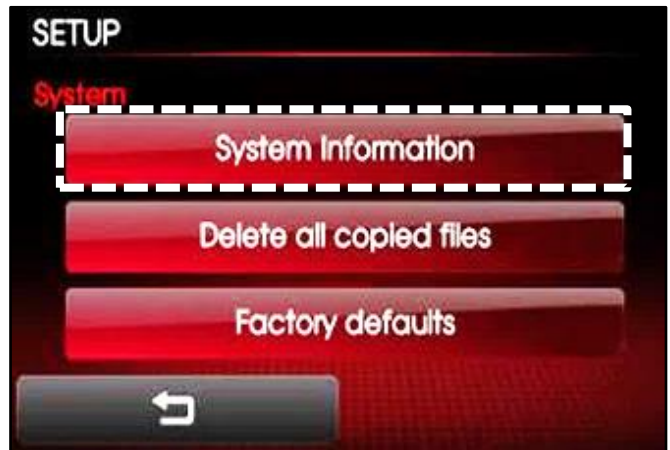 SETUP
System
System Information
Delete all copied files
Factory defaults